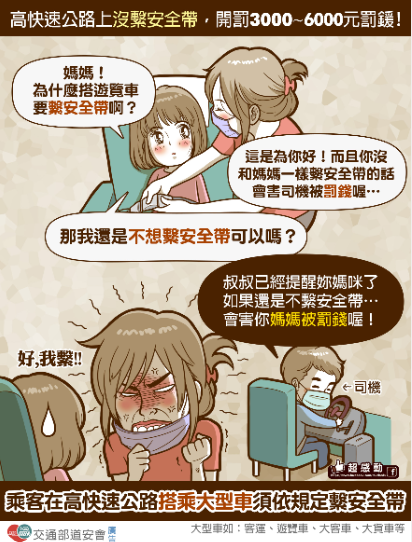 高快速公路上沒繫安全帶，開罰3000~6000元罰鍰!
媽媽！
為什麼搭遊覽車
要繫安全帶啊？
這是為你好！而且你沒
和媽媽一樣繫安全帶的話
會害司機被罰錢喔…
那我還是不想繫安全帶可以嗎？
叔叔已經提醒妳媽咪了
如果還是不繫安全帶…
會害你媽媽被罰錢喔！
好,我繫!!
←司機
超感動
乘客在高快速公路搭乘大型車須依規定繫安全帶
交通部道安會 廣告
大型車如：客運、遊覽車、大客車、大貨車等